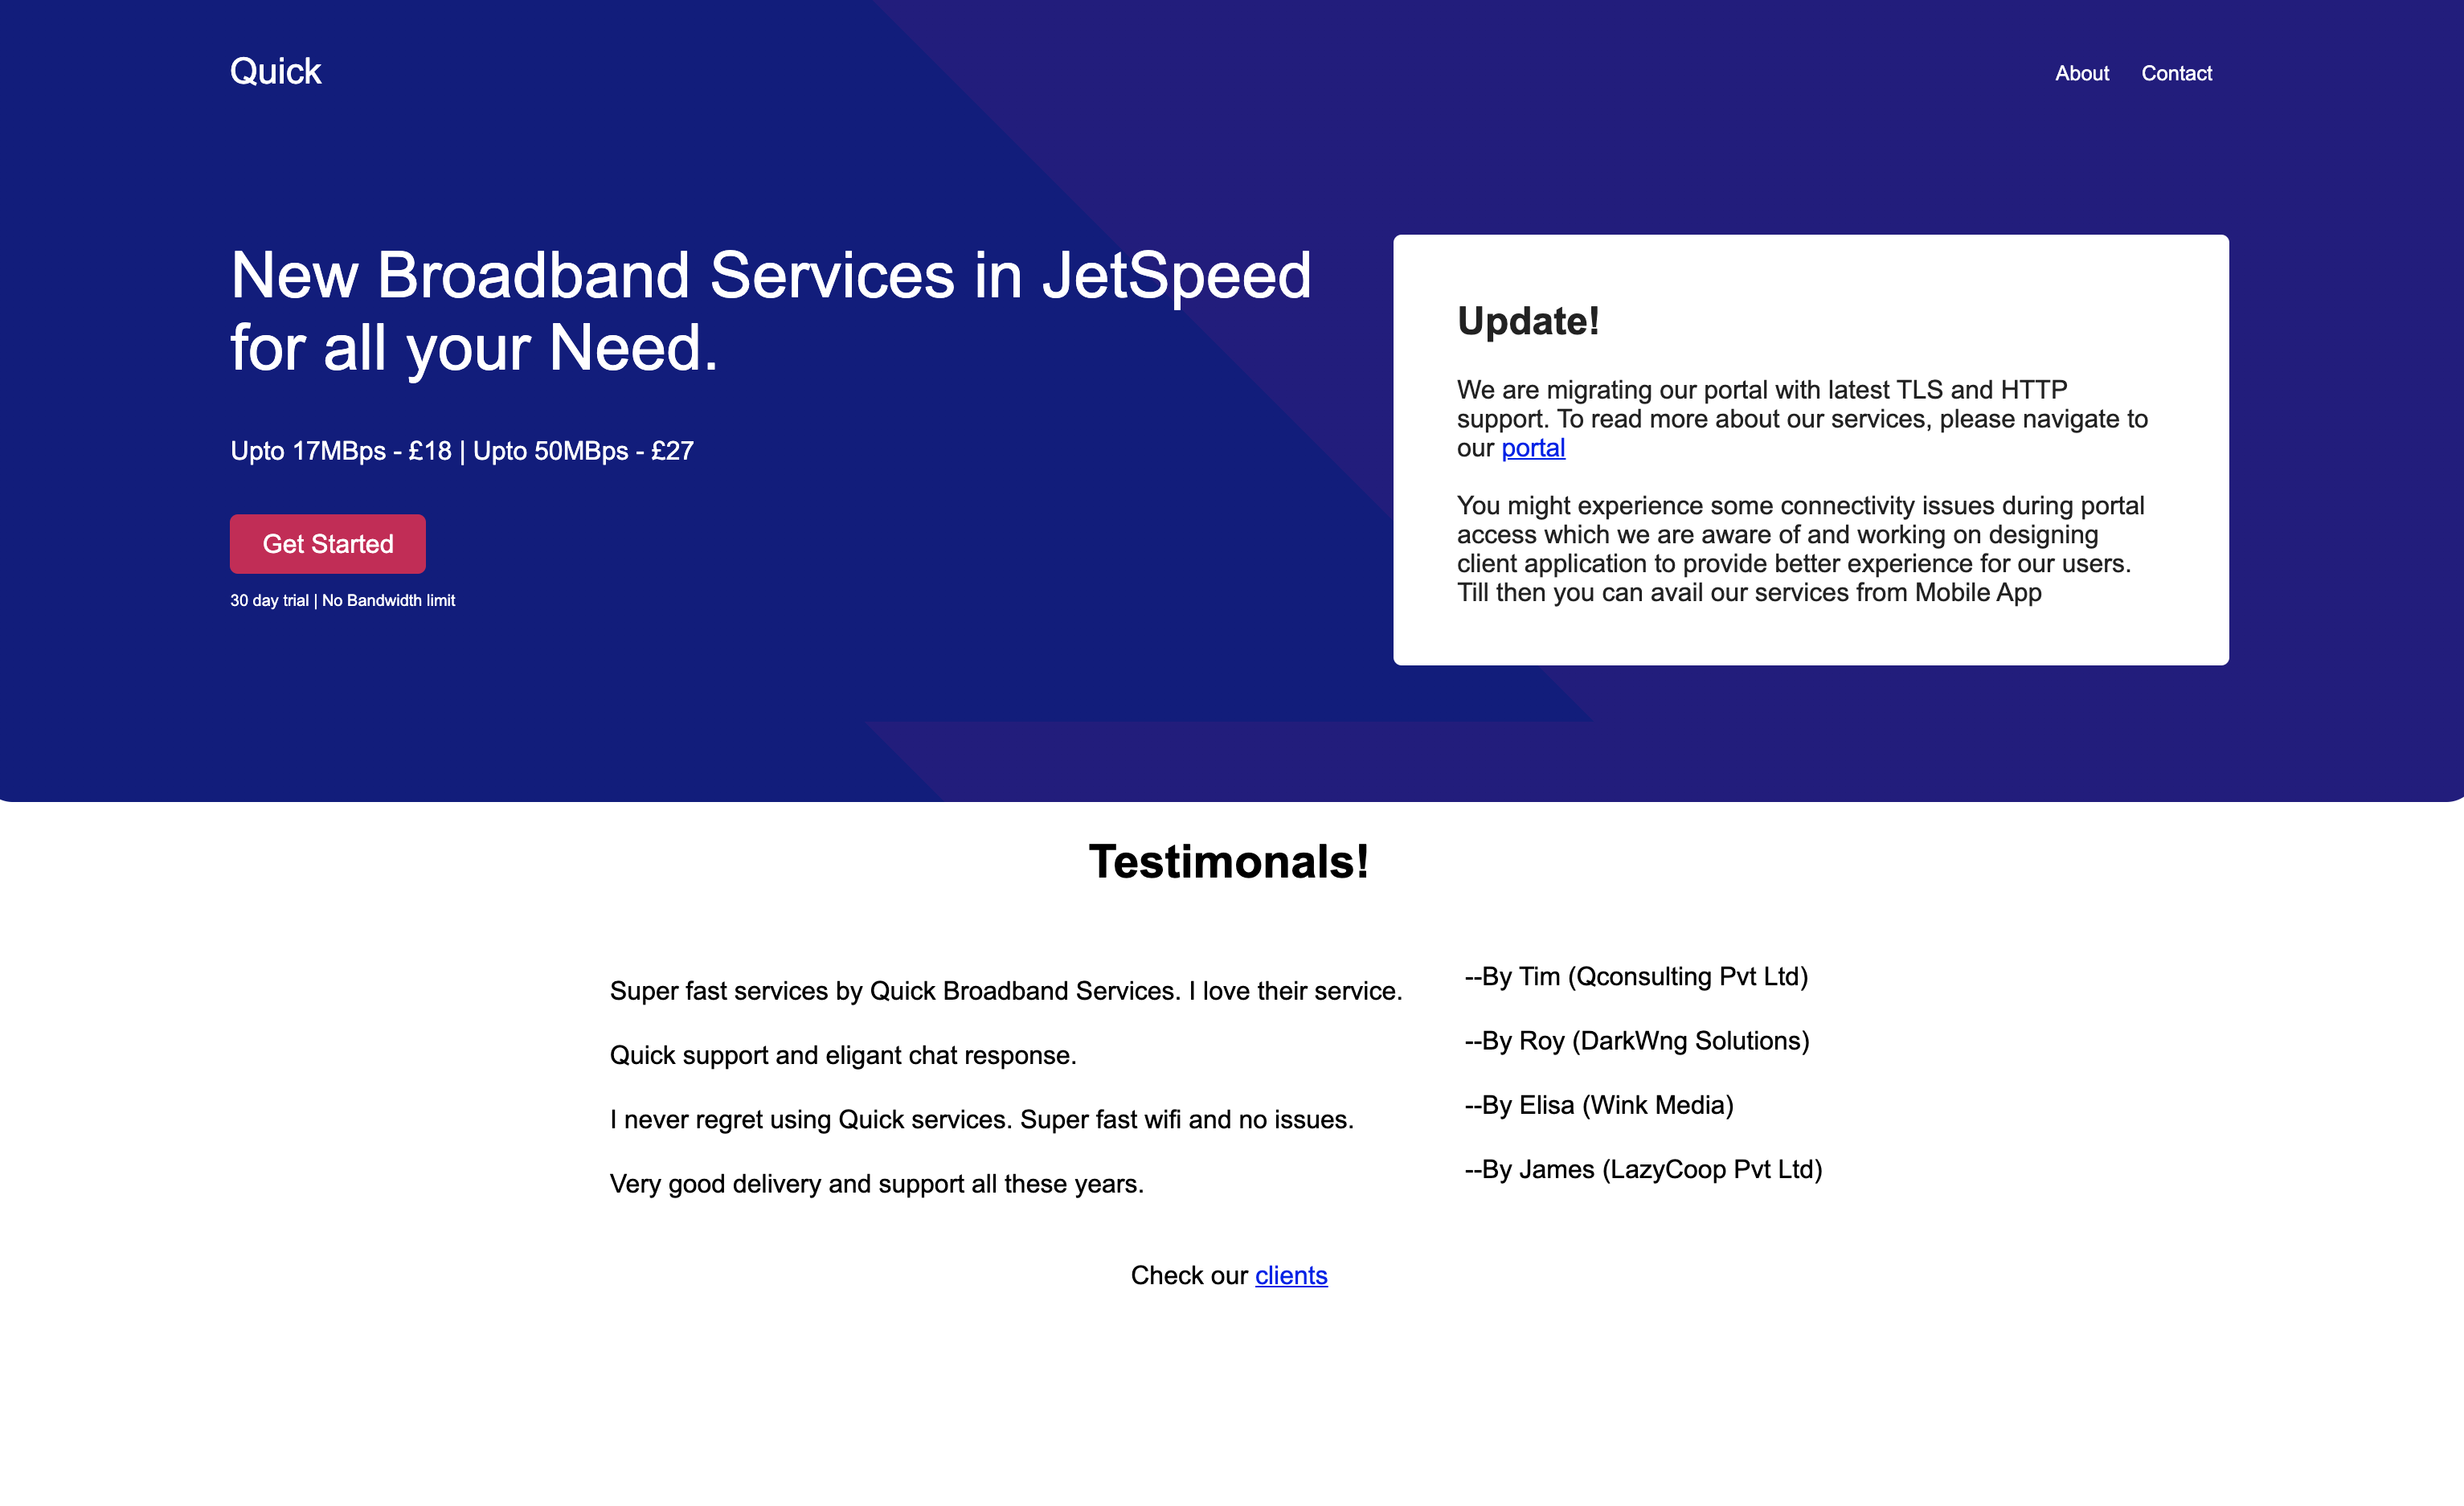 Quick
About
Contact
New Broadband Services in JetSpeed
for all your Need.
Upto 17MBps - £18 | Upto 50MBps - £27
Get Started
30 day trial | No Bandwidth limit
Update!
We are migrating our portal with latest TLS and HTTP
support. To read more about our services, please navigate to
our portal
You might experience some connectivity issues during portal
access which we are aware of and working on designing
client application to provide better experience for our users.
Till then you can avail our services from Mobile App
Testimonals!
Super fast services by Quick Broadband Services. I love their service.
--By Tim (Qconsulting Pvt Ltd)
Quick support and eligant chat response.
--By Roy (DarkWng Solutions)
I never regret using Quick services. Super fast wifi and no issues.
--By Elisa (Wink Media)
Very good delivery and support all these years.
--By James (LazyCoop Pvt Ltd)
Check our clients